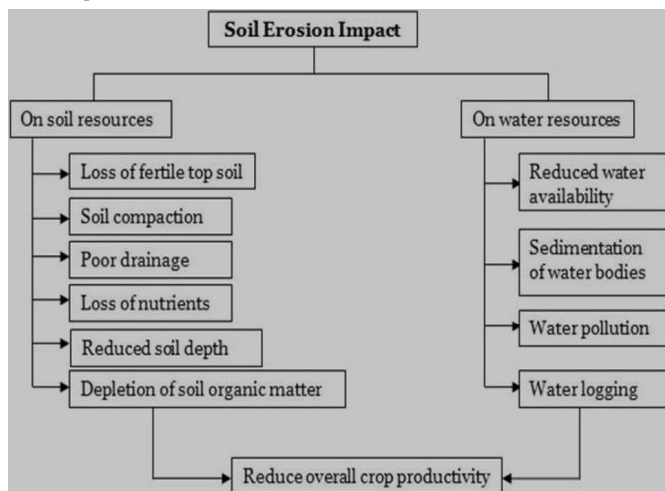 Soil Erosion Impact
On soil resources
Loss of fertile top soil
Soil compaction
Poor drainage
Loss of nutrients
Reduced soil depth
Depletion of soil organic matter
On water resources
Reduced water
availability
Sedimentation
of water bodies
Water pollution
Water logging
Reduce overall crop productivity